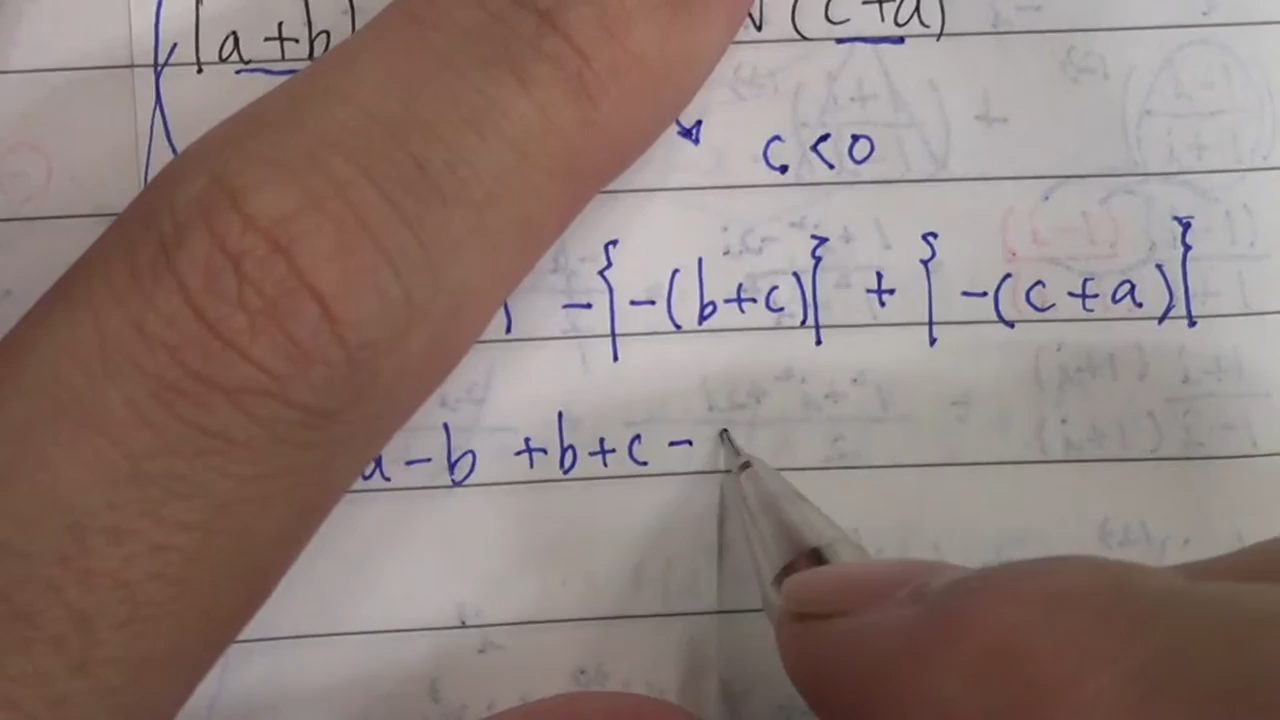 |a+b| √(c+a)
c<0
-{-(b+c)} + {-(c+a)}
a-b +b+c-